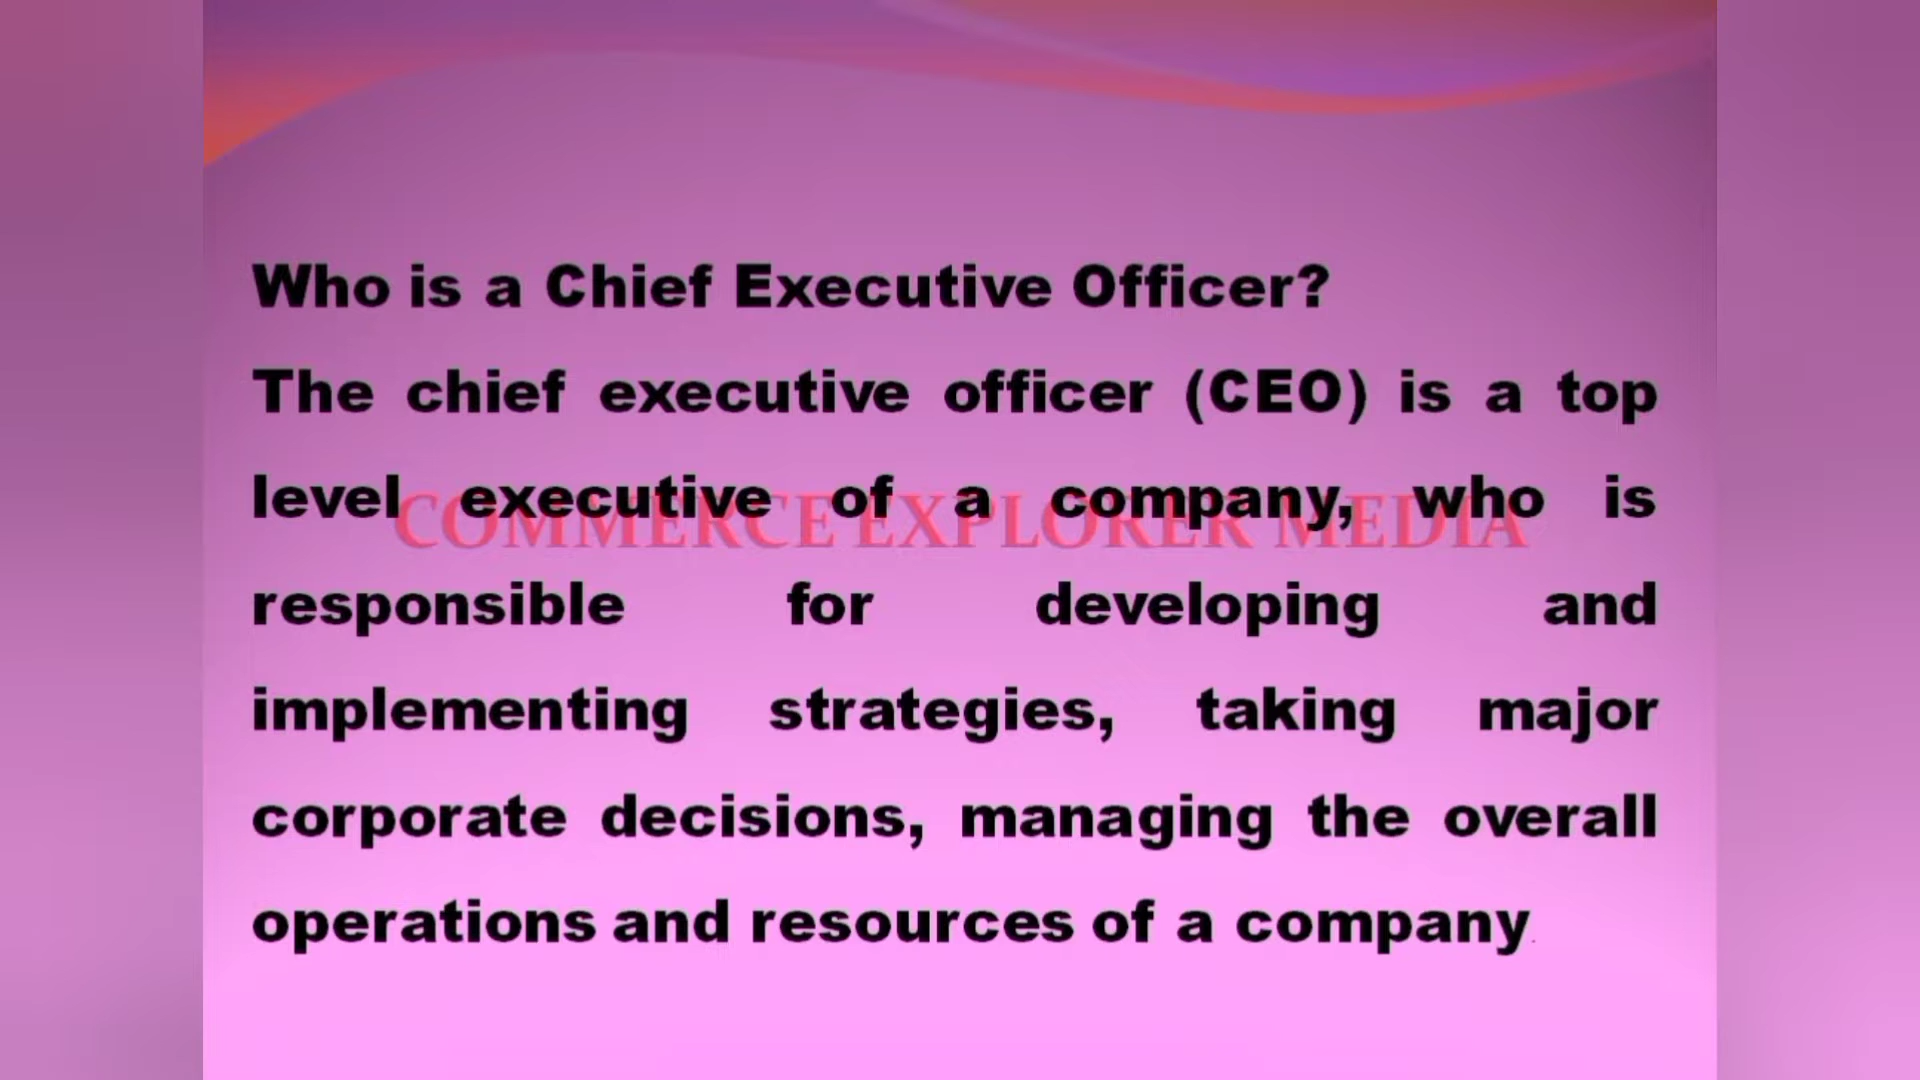 Who is a Chief Executive Officer?
The chief executive officer (CEO) is a top
level executive of a company, who is
COMMERCE EXPLORER MEDIA
responsible for developing and
implementing strategies, taking major
corporate decisions, managing the overall
operations and resources of a company.